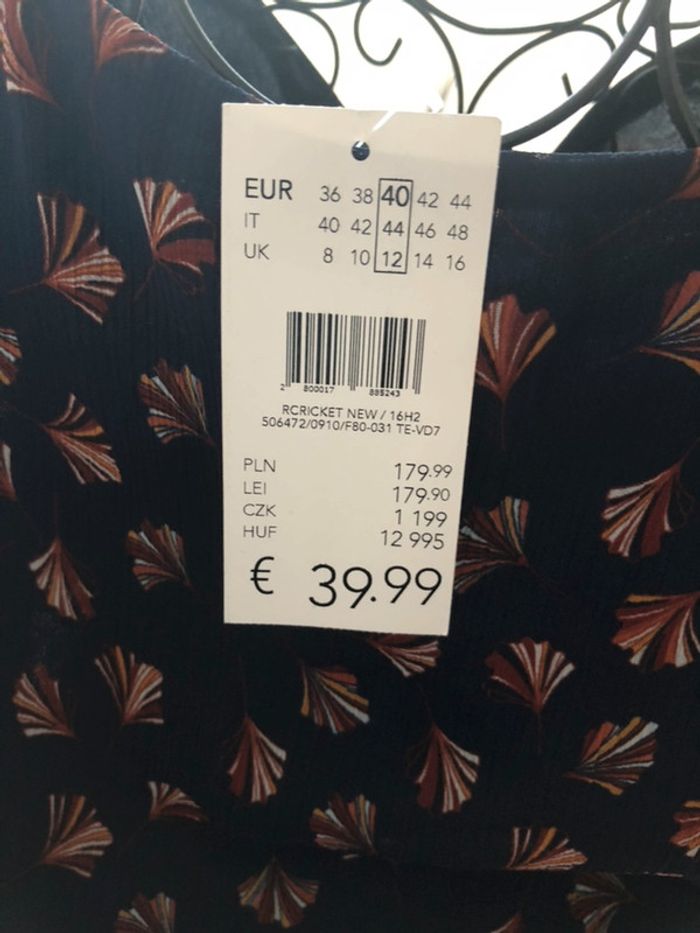 EUR 36 38 40 42 44
IT 40 42 44 46 48
UK 8 10 12 14 16
2 800017 885243
RCRICKET NEW / 16H2
506472/0910/F80-031 TE-VD7
PLN 179.99
LEI 179.90
CZK 1 199
HUF 12 995
€ 39.99